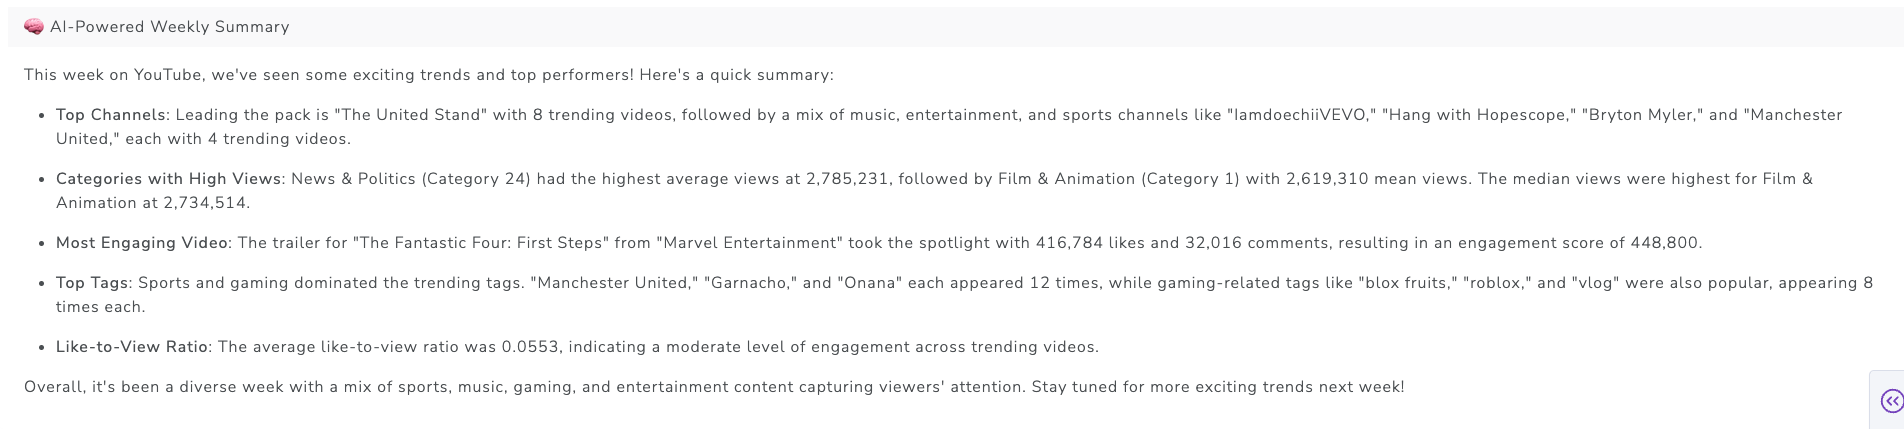 🧠 AI-Powered Weekly Summary
This week on YouTube, we've seen some exciting trends and top performers! Here's a quick summary:
• Top Channels: Leading the pack is "The United Stand" with 8 trending videos, followed by a mix of music, entertainment, and sports channels like "IamdoechiiVEVO," "Hang with Hopescope," "Bryton Myler," and "Manchester
United," each with 4 trending videos.
• Categories with High Views: News & Politics (Category 24) had the highest average views at 2,785,231, followed by Film & Animation (Category 1) with 2,619,310 mean views. The median views were highest for Film &
Animation at 2,734,514.
• Most Engaging Video: The trailer for "The Fantastic Four: First Steps" from "Marvel Entertainment" took the spotlight with 416,784 likes and 32,016 comments, resulting in an engagement score of 448,800.
• Top Tags: Sports and gaming dominated the trending tags. "Manchester United," "Garnacho," and "Onana" each appeared 12 times, while gaming-related tags like "blox fruits," "roblox," and "vlog" were also popular, appearing 8
times each.
• Like-to-View Ratio: The average like-to-view ratio was 0.0553, indicating a moderate level of engagement across trending videos.
Overall, it's been a diverse week with a mix of sports, music, gaming, and entertainment content capturing viewers' attention. Stay tuned for more exciting trends next week!